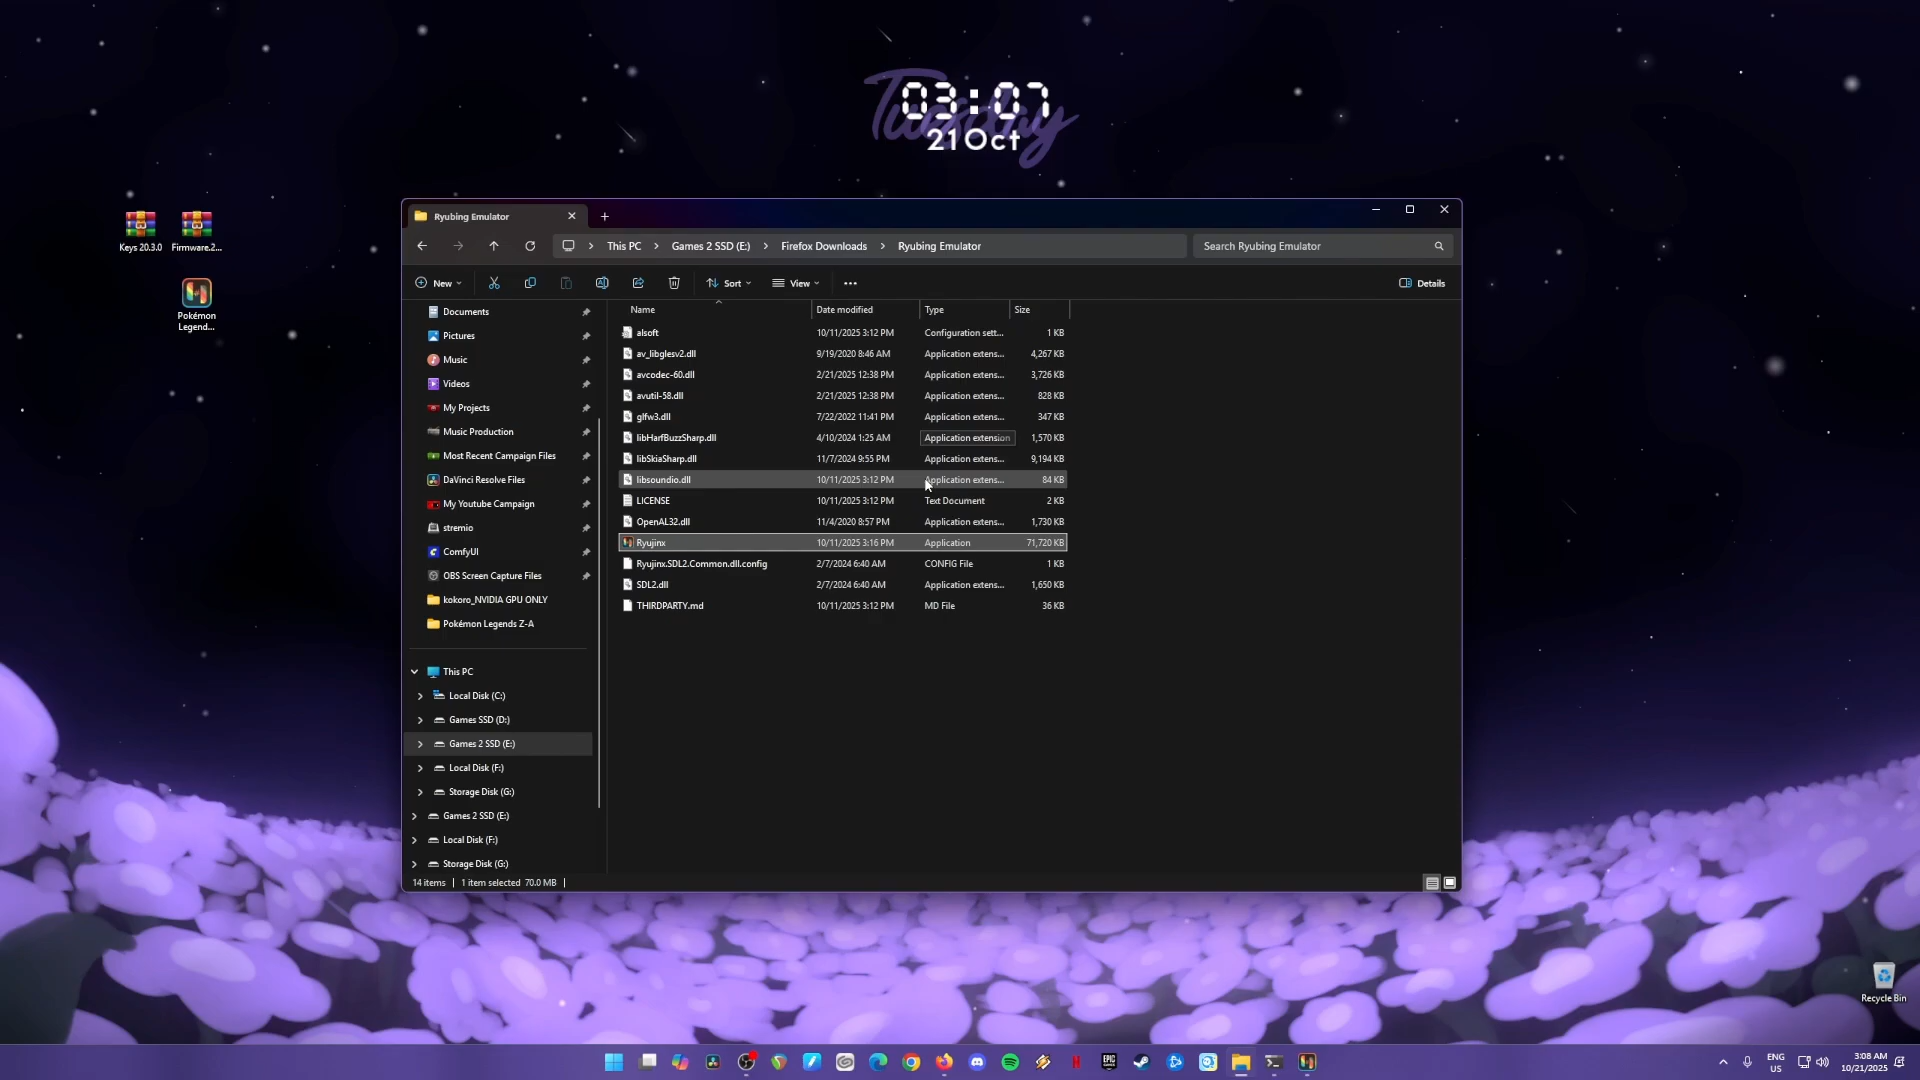 Tuesday
03:07
21Oct
Keys 20.3.0
Firmware.2...
Pokémon
Legend...
Ryubing Emulator
This PC > Games 2 SSD (E:) > Firefox Downloads > Ryubing Emulator
Search Ryubing Emulator
New
Sort
View
Details
Documents
Pictures
Music
Videos
My Projects
Music Production
Most Recent Campaign Files
DaVinci Resolve Files
My Youtube Campaign
stremio
ComfyUI
OBS Screen Capture Files
kokoro_NVIDIA GPU ONLY
Pokémon Legends Z-A
This PC
Local Disk (C:)
Games SSD (D:)
Games 2 SSD (E:)
Local Disk (F:)
Storage Disk (G:)
Games 2 SSD (E:)
Local Disk (F:)
Storage Disk (G:)
Name Date modified Type Size
alsoft 10/11/2025 3:12 PM Configuration sett... 1 KB
av_libglesv2.dll 9/19/2020 8:46 AM Application extens... 4,267 KB
avcodec-60.dll 2/21/2025 12:38 PM Application extens... 3,726 KB
avutil-58.dll 2/21/2025 12:38 PM Application extens... 828 KB
glfw3.dll 7/22/2022 11:41 PM Application extens... 347 KB
libHarfBuzzSharp.dll 4/10/2024 1:25 AM Application extension 1,570 KB
libSkiaSharp.dll 11/7/2024 9:55 PM Application extens... 9,194 KB
libsoundio.dll 10/11/2025 3:12 PM Application extens... 84 KB
LICENSE 10/11/2025 3:12 PM Text Document 2 KB
OpenAL32.dll 11/4/2020 8:57 PM Application extens... 1,730 KB
Ryujinx 10/11/2025 3:16 PM Application 71,720 KB
Ryujinx.SDL2.Common.dll.config 2/7/2024 6:40 AM CONFIG File 1 KB
SDL2.dll 2/7/2024 6:40 AM Application extens... 1,650 KB
THIRDPARTY.md 10/11/2025 3:12 PM MD File 36 KB
14 items | 1 item selected 70.0 MB |
Recycle Bin
EPIC
GAMES
ENG
US
3:08 AM
10/21/2025